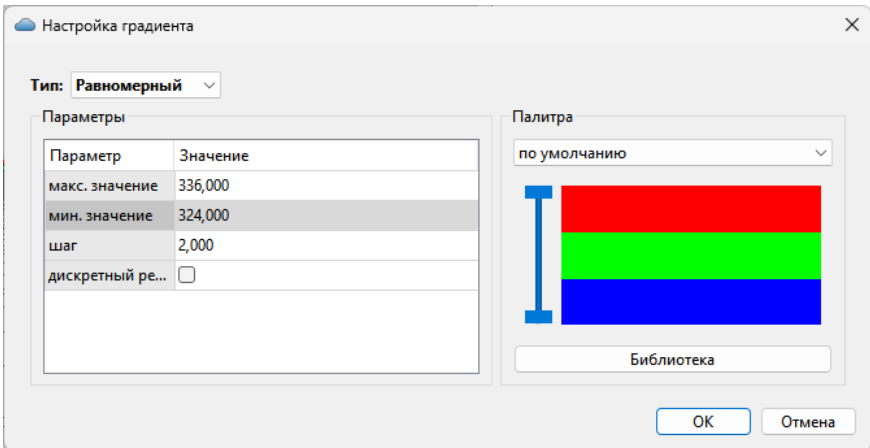 Настройка градиента
Тип: Равномерный
Параметры
Параметр Значение
макс. значение 336,000
мин. значение 324,000
шаг 2,000
дискретный ре...
Палитра
по умолчанию
Библиотека
OK Отмена